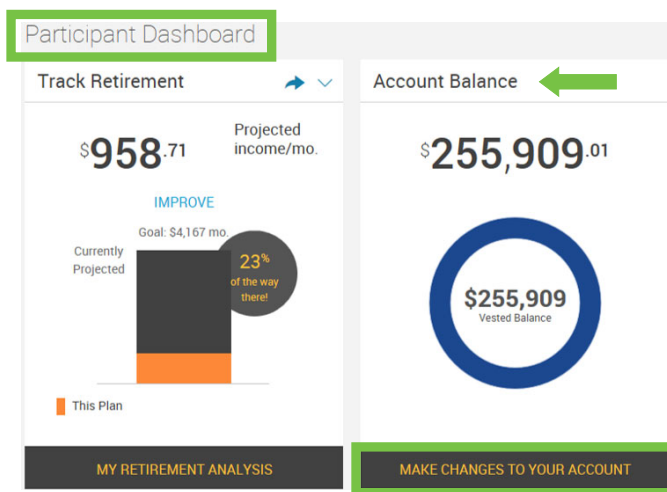 Participant Dashboard
Track Retirement
$958.71
Projected
income/mo.
IMPROVE
Goal: $4,167 mo.
Currently
Projected
23%
of the way
there!
This Plan
MY RETIREMENT ANALYSIS
Account Balance
$255,909.01
$255,909
Vested Balance
MAKE CHANGES TO YOUR ACCOUNT